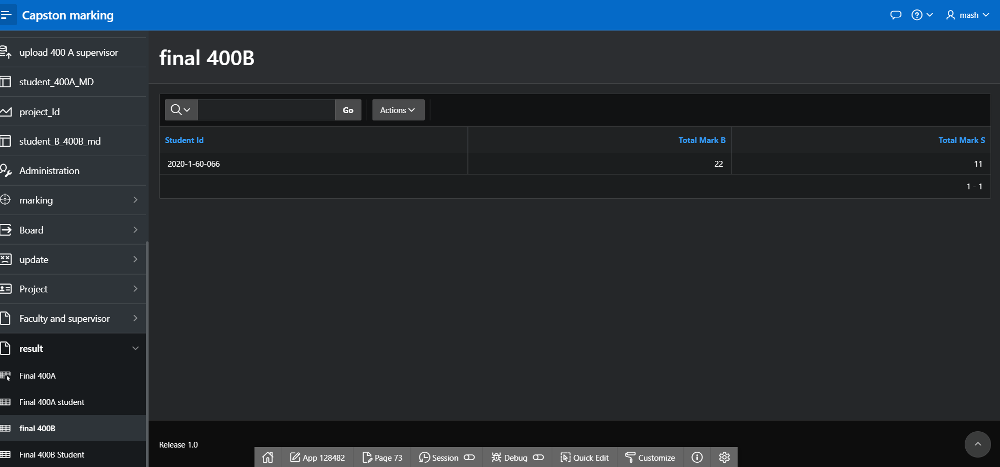 Capston marking
mash
upload 400 A supervisor
student_400A_MD
project_Id
student_B_400B_md
Administration
marking
Board
update
Project
Faculty and supervisor
result
Final 400A
Final 400A student
final 400B
Final 400B Student
final 400B
Go
Actions
Student Id Total Mark B Total Mark S
2020-1-60-066 22 11
1 - 1
Release 1.0
App 128482 Page 73 Session Debug Quick Edit Customize